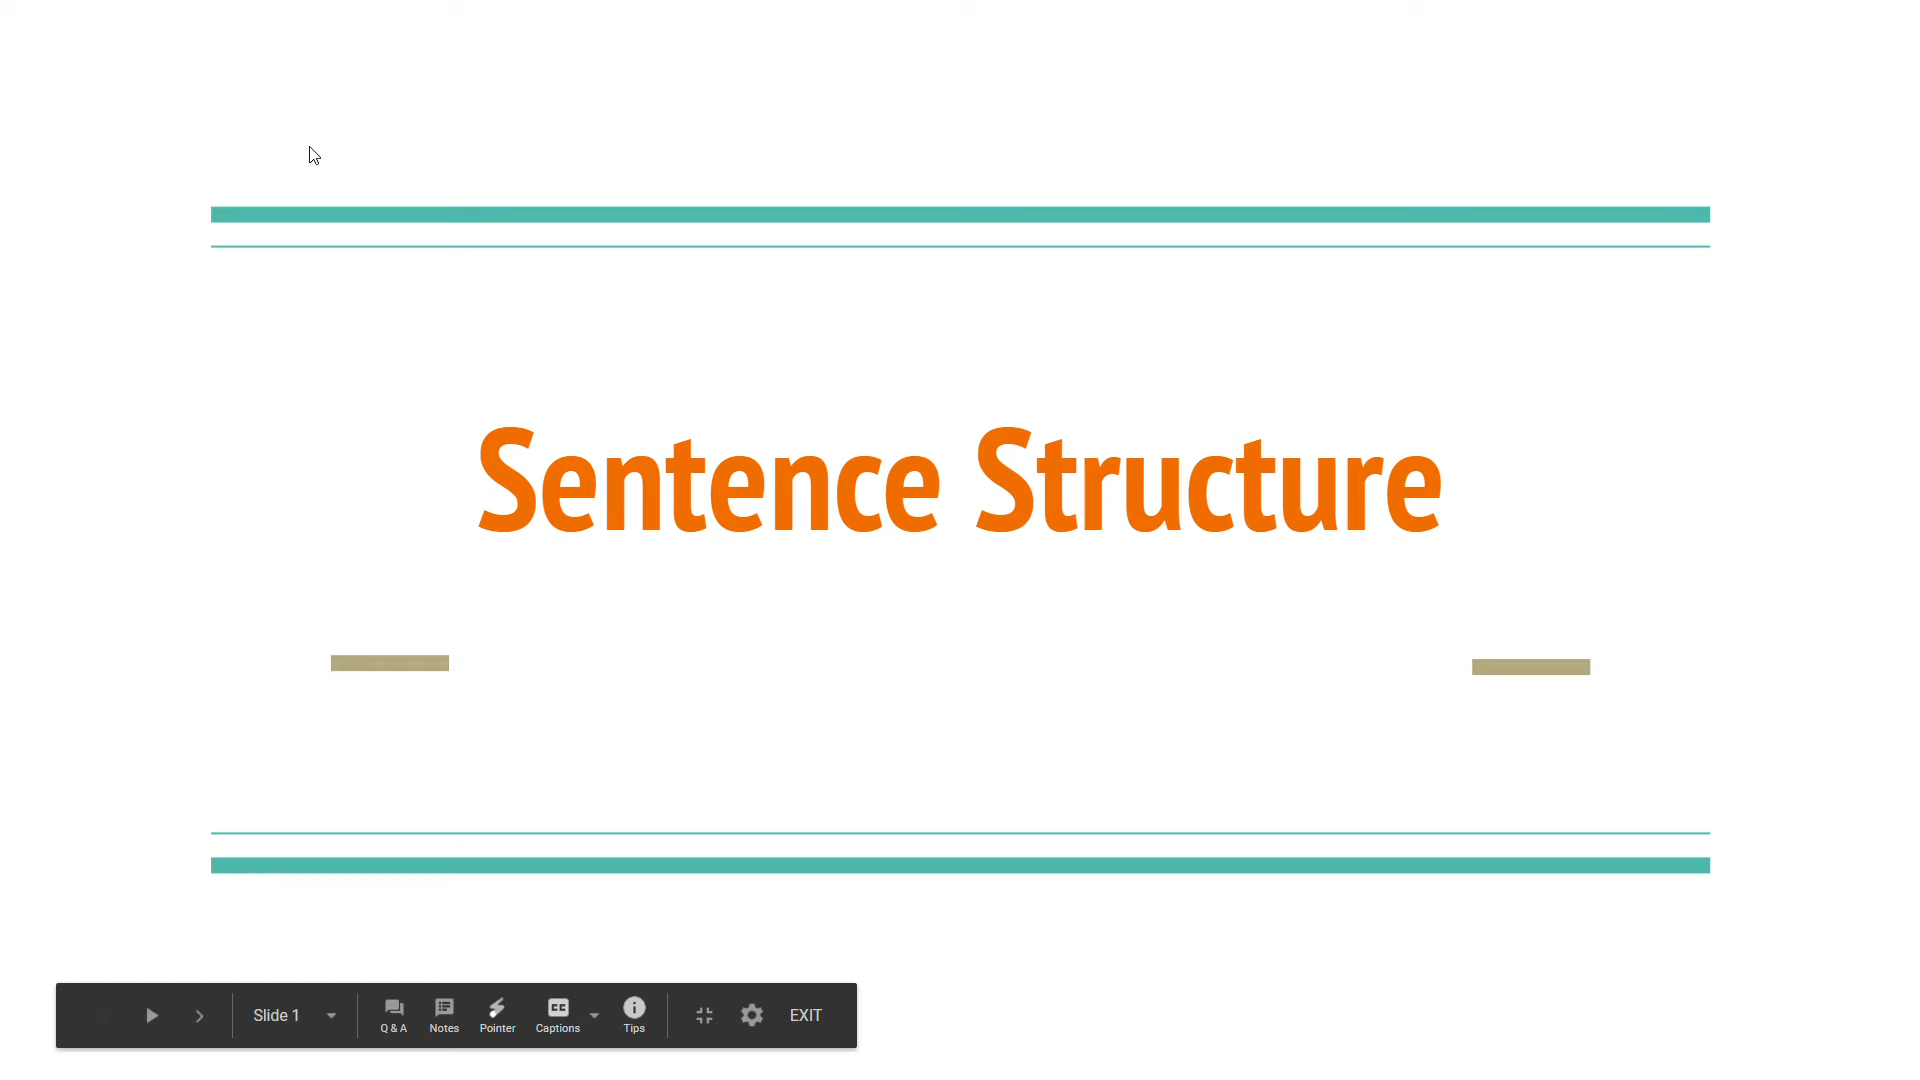 Sentence Structure
Slide 1
Q & A
Notes
Pointer
Captions
Tips
EXIT